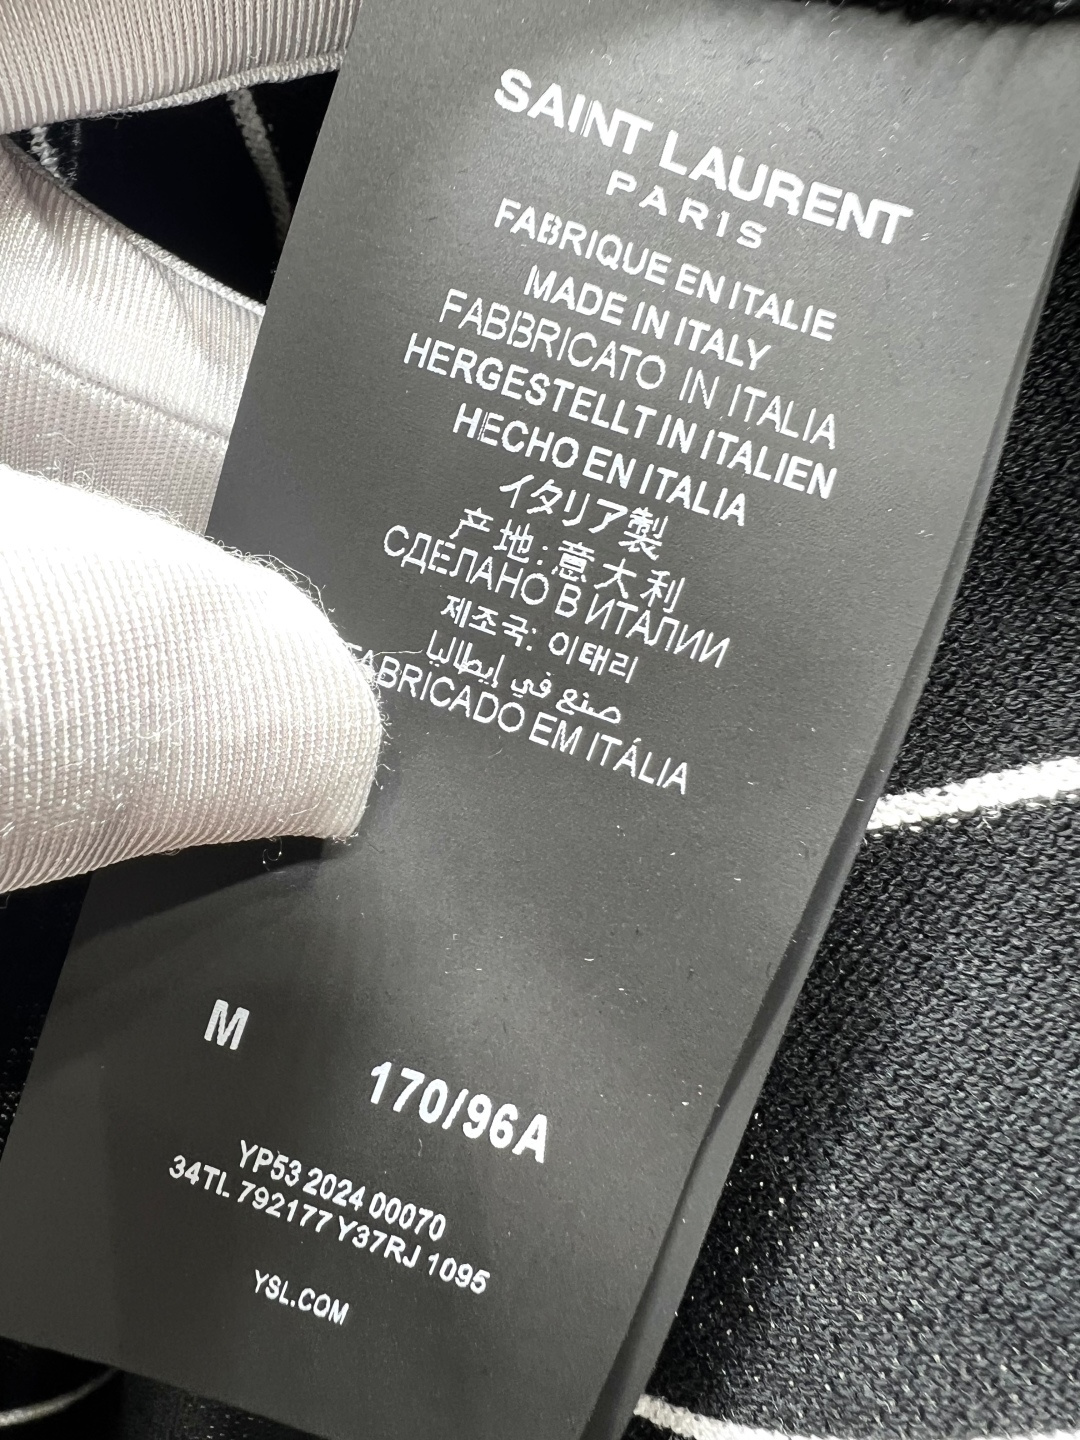 SAINT LAURENT
PARIS
FABRIQUE EN ITALIE
MADE IN ITALY
FABBRICATO IN ITALIA
HERGESTELLT IN ITALIEN
HECHO EN ITALIA
イタリア製
产地:意大利
СДЕЛАНО В ИТАЛИИ
제조국: 이태리
صنع في إيطاليا
FABRICADO EM ITÁLIA
M
170/96A
YP53 2024 00070
34TL 792177 Y37RJ 1095
YSL.COM